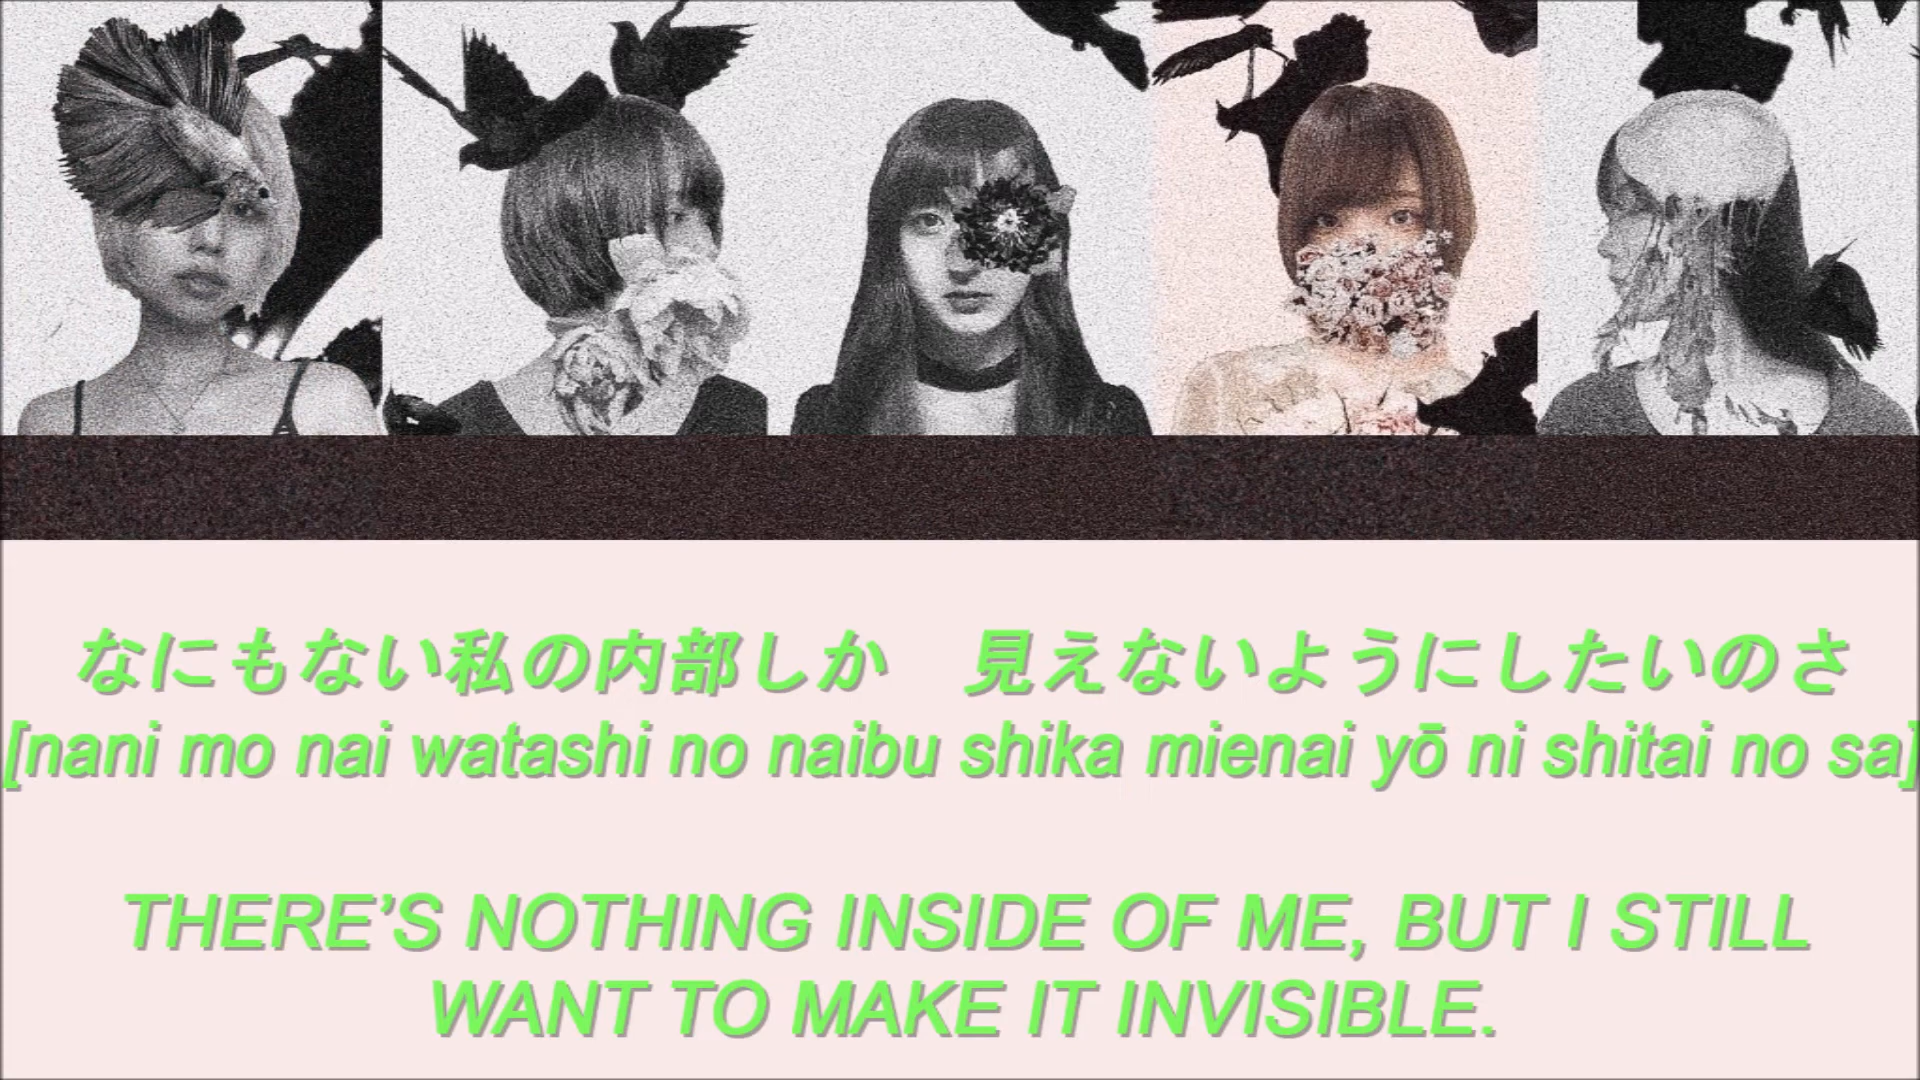 なにもない私の内部しか　見えないようにしたいのさ
[nani mo nai watashi no naibu shika mienai yō ni shitai no sa]
THERE’S NOTHING INSIDE OF ME, BUT I STILL
WANT TO MAKE IT INVISIBLE.